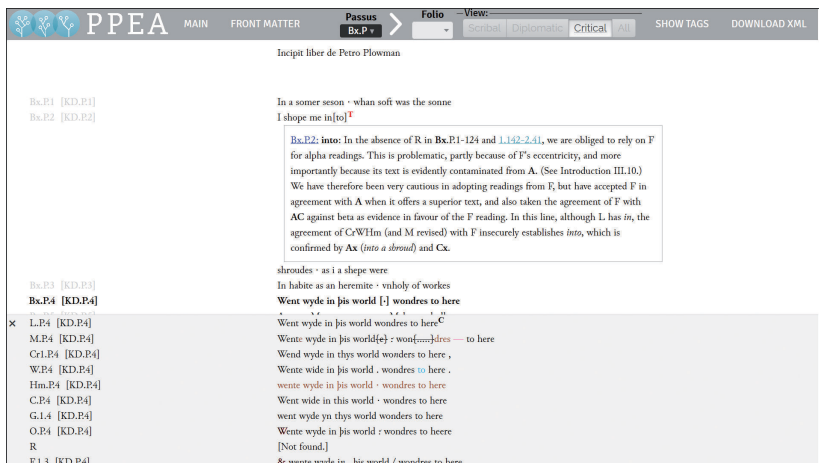 PPEA MAIN FRONT MATTER Passus Bx.P ▾ Folio View: Scribal Diplomatic Critical All SHOW TAGS DOWNLOAD XML
Incipit liber de Petro Plowman
Bx.P.1 [KD.P.1] In a somer seson · whan soft was the sonne
Bx.P.2 [KD.P.2] I shope me in[to]T
Bx.P.2: into: In the absence of R in Bx.P.1-124 and 1.142-2.41, we are obliged to rely on F
for alpha readings. This is problematic, partly because of F's eccentricity, and more
importantly because its text is evidently contaminated from A. (See Introduction III.10.)
We have therefore been very cautious in adopting readings from F, but have accepted F in
agreement with A when it offers a superior text, and also taken the agreement of F with
AC against beta as evidence in favour of the F reading. In this line, although L has in, the
agreement of CrWHm (and M revised) with F insecurely establishes into, which is
confirmed by Ax (into a shroud) and Cx.
shroudes · as i a shepe were
Bx.P.3 [KD.P.3] In habite as an heremite · vnholy of workes
Bx.P.4 [KD.P.4] Went wyde in þis world [·] wondres to here
× L.P.4 [KD.P.4] Went wyde in þis world wondres to hereC
M.P.4 [KD.P.4] Wente wyde in þis world{e} : won{.....}dres — to here
Cr1.P.4 [KD.P.4] Wend wyde in thys world wonders to here ,
W.P.4 [KD.P.4] Wente wide in þis world . wondres to here .
Hm.P.4 [KD.P.4] wente wyde in þis world · wondres to here
C.P.4 [KD.P.4] Went wide in this world · wondres to here
G.1.4 [KD.P.4] went wyde yn thys world wonders to here
O.P.4 [KD.P.4] Wente wyde in þis world : wondres to heere
R [Not found.]
F.1.3 [KD.P.4] & wente wyde in þis world / wondres to here